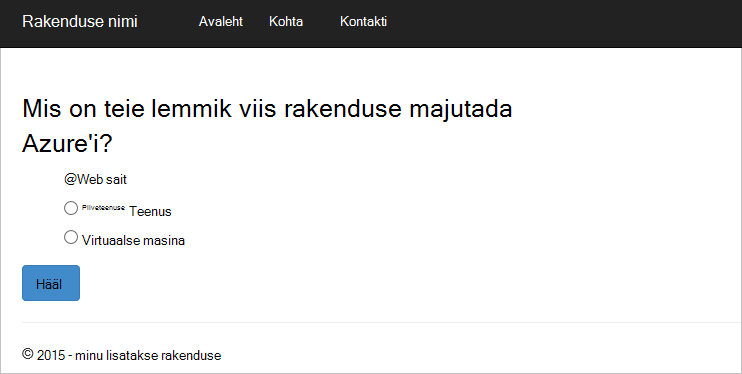 Rakenduse nimi Avaleht Kohta Kontakti
Mis on teie lemmik viis rakenduse majutada
Azure'i?
@Web sait
Pilveteenuse Teenus
Virtuaalse masina
Hääl
© 2015 - minu lisatakse rakenduse